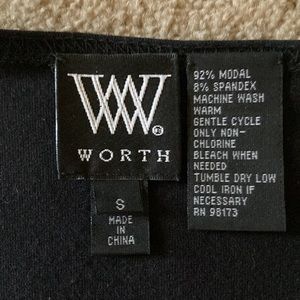 W
WORTH
S
MADE
IN
CHINA
92% MODAL
8% SPANDEX
MACHINE WASH
WARM
GENTLE CYCLE
ONLY NON-
CHLORINE
BLEACH WHEN
NEEDED
TUMBLE DRY LOW
COOL IRON IF
NECESSARY
RN 98173